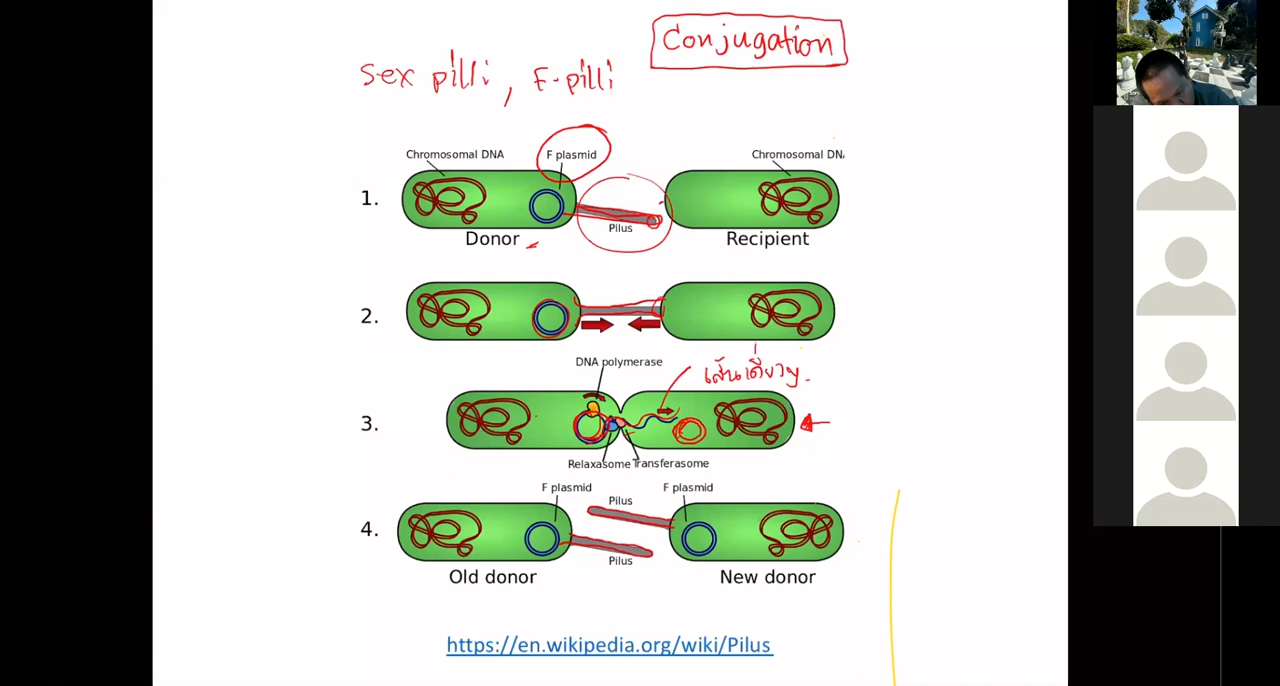 Conjugation
sex pilli, F-pilli
Chromosomal DNA
F plasmid
Chromosomal DN
1.
Pilus
Donor
Recipient
2.
DNA polymerase
เส้นเดี่ยวๆ.
3.
Relaxasome Transferasome
F plasmid
F plasmid
Pilus
4.
Pilus
Old donor
New donor
https://en.wikipedia.org/wiki/Pilus